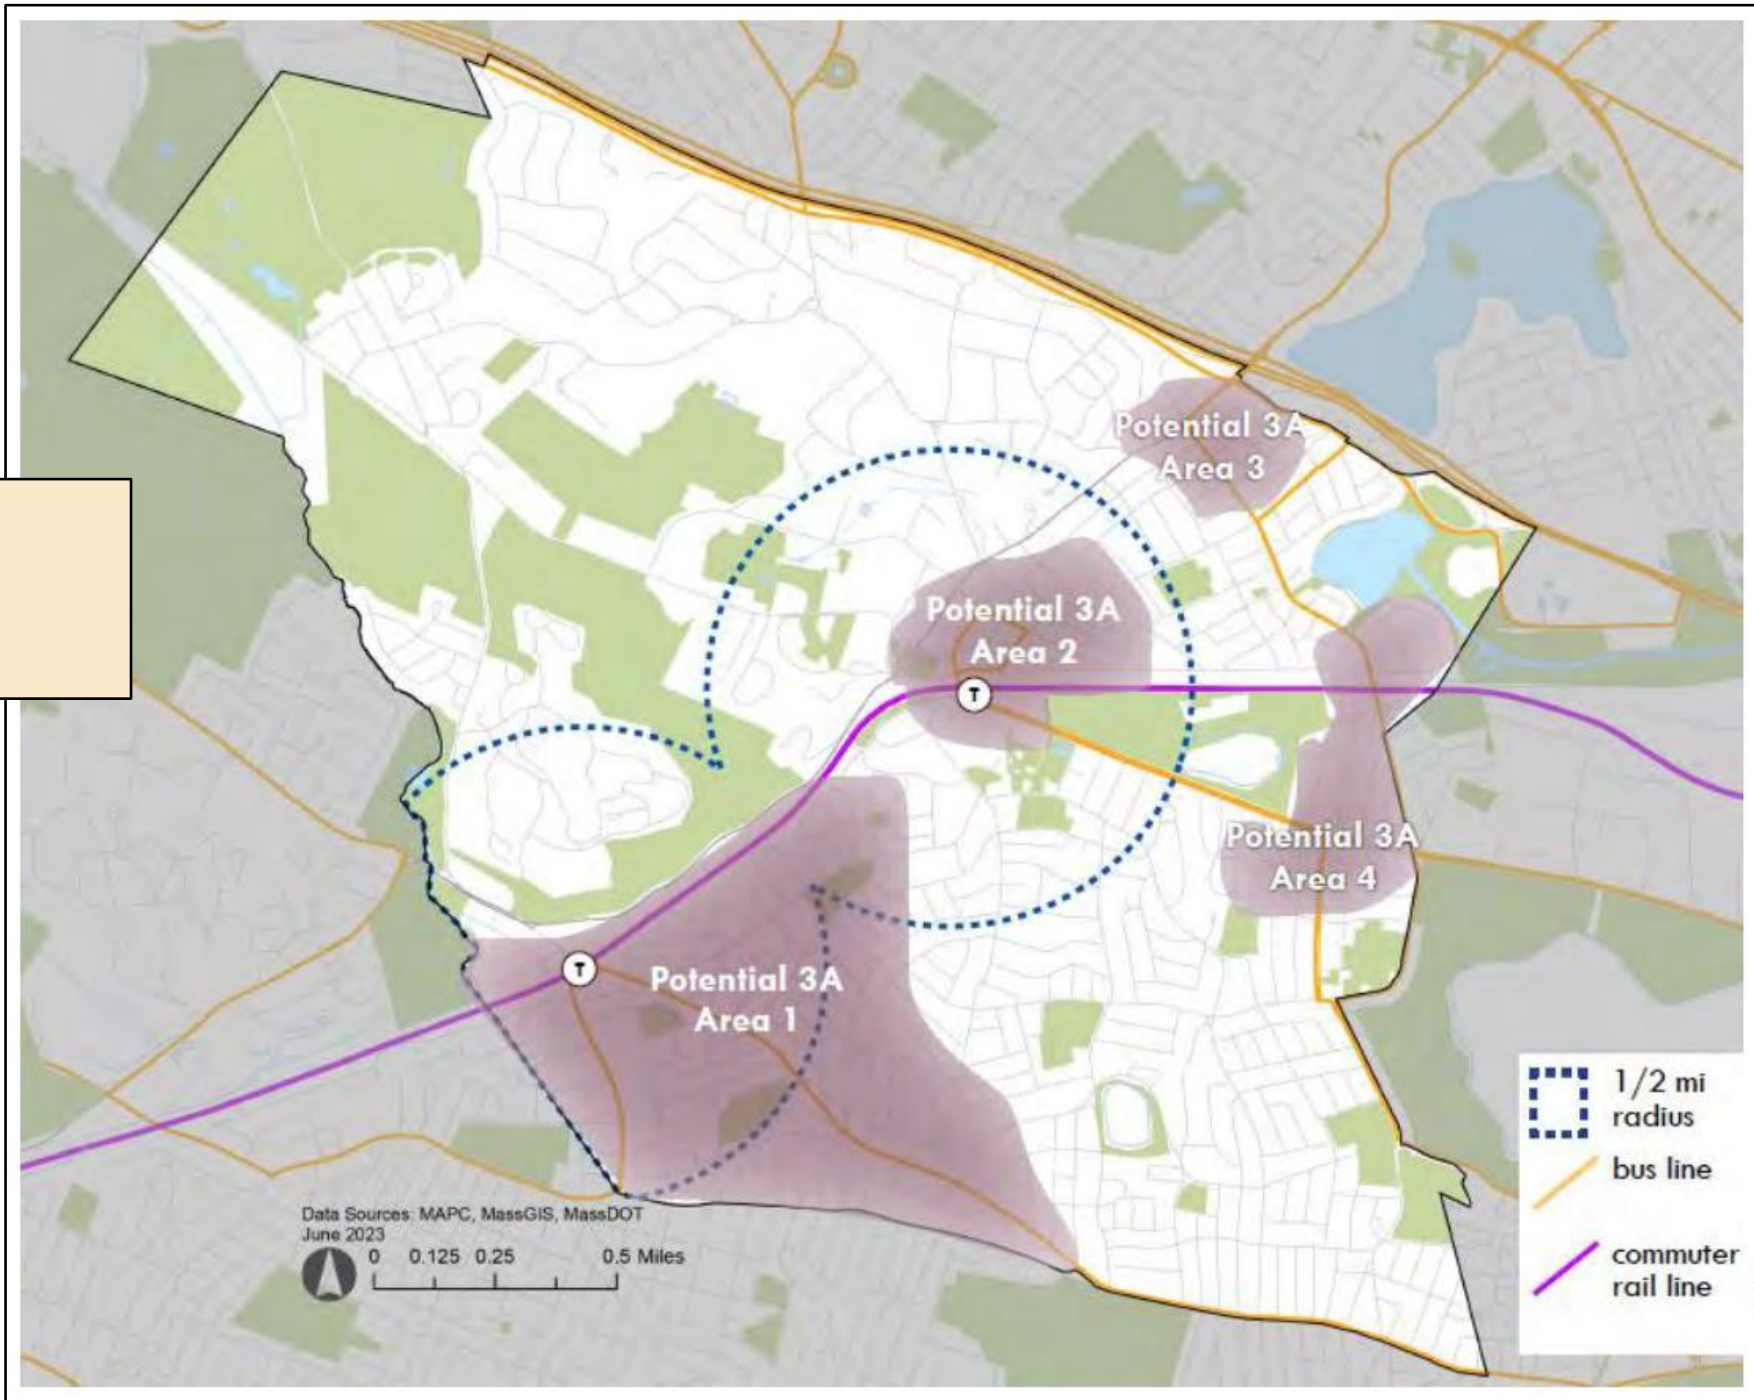 Potential 3A
Area 3
Potential 3A
Area 2
Potential 3A
Area 4
Potential 3A
Area 1
T
T
1/2 mi
radius
bus line
commuter
rail line
Data Sources: MAPC, MassGIS, MassDOT
June 2023
0 0.125 0.25 0.5 Miles